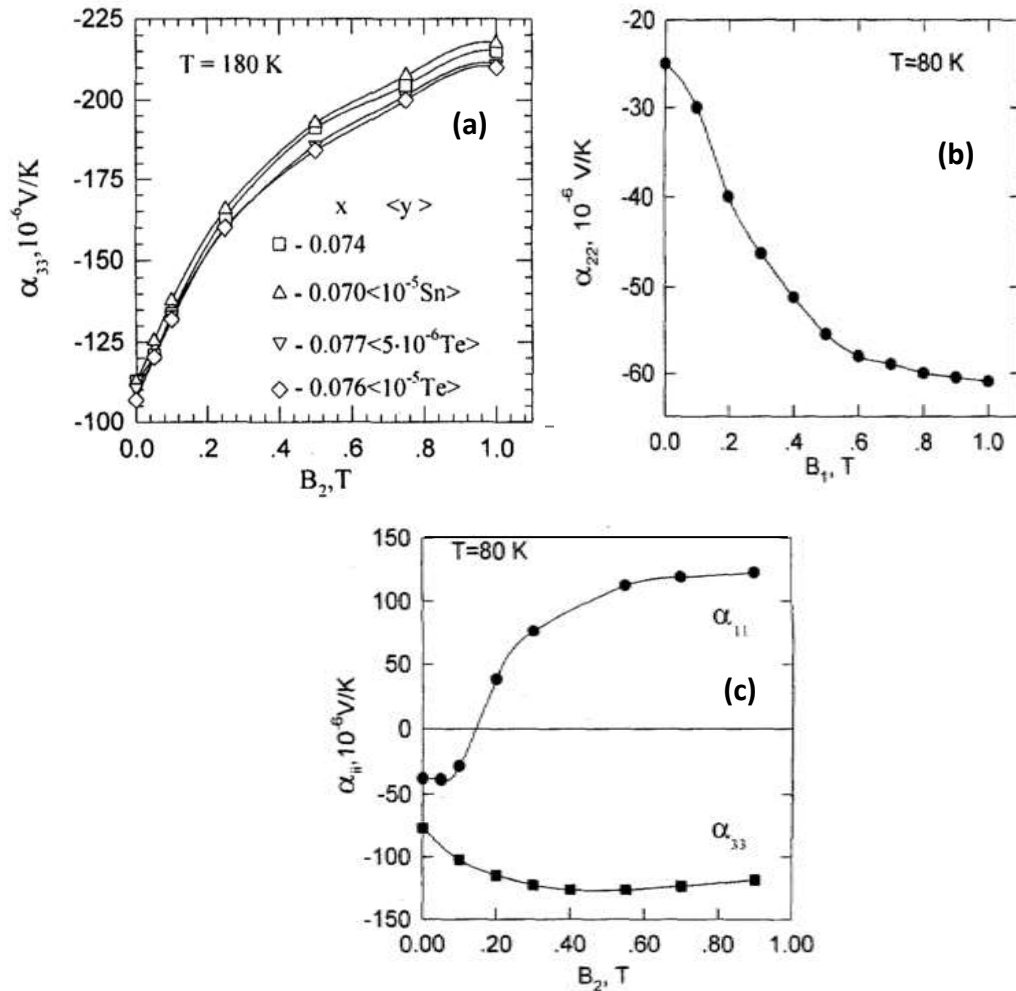 -225
-200
-175
-150
-125
-100
α33,10-6V/K
T = 180 K
(a)
x <y>
- 0.074
- 0.070<10-5Sn>
- 0.077<5·10-6Te>
- 0.076<10-5Te>
0.0 .2 .4 .6 .8 1.0
B2,T
-20
-30
-40
-50
-60
α22, 10-6 V/K
T=80 K
(b)
0.0 .2 .4 .6 .8 1.0
B1,T
150
100
50
0
-50
-100
-150
αii,10-6V/K
T=80 K
α11
(c)
α33
0.00 .20 .40 .60 .80 1.00
B2, T